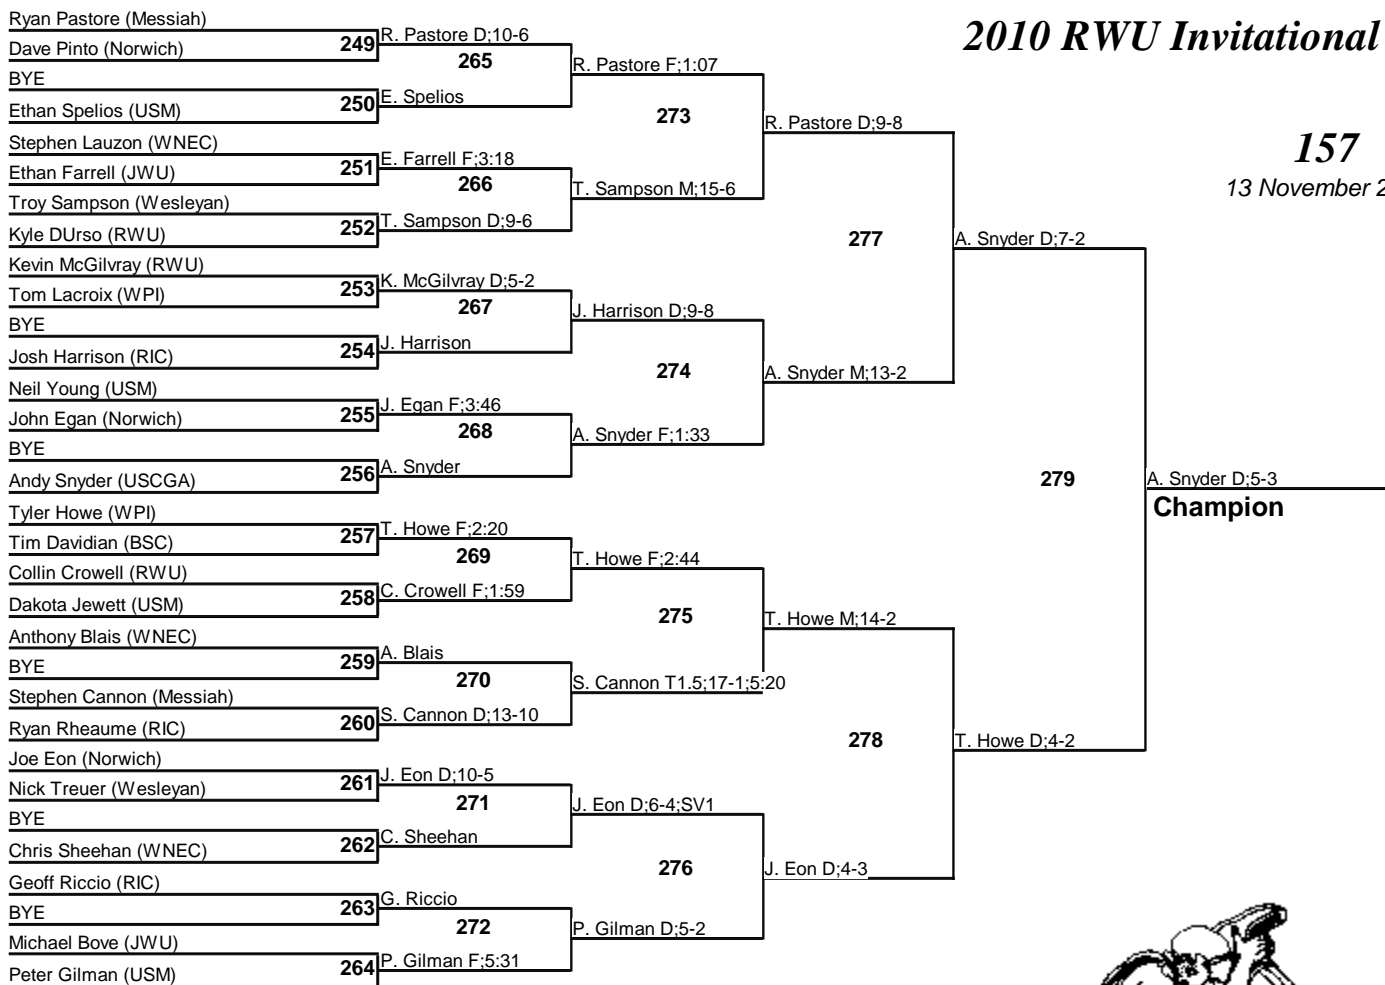 2010 RWU Invitational
157
13 November 2
Ryan Pastore (Messiah)
Dave Pinto (Norwich)
BYE
Ethan Spelios (USM)
Stephen Lauzon (WNEC)
Ethan Farrell (JWU)
Troy Sampson (Wesleyan)
Kyle DUrso (RWU)
Kevin McGilvray (RWU)
Tom Lacroix (WPI)
BYE
Josh Harrison (RIC)
Neil Young (USM)
John Egan (Norwich)
BYE
Andy Snyder (USCGA)
Tyler Howe (WPI)
Tim Davidian (BSC)
Collin Crowell (RWU)
Dakota Jewett (USM)
Anthony Blais (WNEC)
BYE
Stephen Cannon (Messiah)
Ryan Rheaume (RIC)
Joe Eon (Norwich)
Nick Treuer (Wesleyan)
BYE
Chris Sheehan (WNEC)
Geoff Riccio (RIC)
BYE
Michael Bove (JWU)
Peter Gilman (USM)
249
250
251
252
253
254
255
256
257
258
259
260
261
262
263
264
R. Pastore D;10-6
265
E. Spelios
E. Farrell F;3:18
266
T. Sampson D;9-6
K. McGilvray D;5-2
267
J. Harrison
J. Egan F;3:46
268
A. Snyder
T. Howe F;2:20
269
C. Crowell F;1:59
A. Blais
270
S. Cannon D;13-10
J. Eon D;10-5
271
C. Sheehan
G. Riccio
272
P. Gilman F;5:31
R. Pastore F;1:07
273
T. Sampson M;15-6
J. Harrison D;9-8
274
A. Snyder F;1:33
T. Howe F;2:44
275
S. Cannon T1.5;17-1;5:20
J. Eon D;6-4;SV1
276
P. Gilman D;5-2
R. Pastore D;9-8
277
A. Snyder M;13-2
T. Howe M;14-2
278
J. Eon D;4-3
A. Snyder D;7-2
279
T. Howe D;4-2
A. Snyder D;5-3
Champion